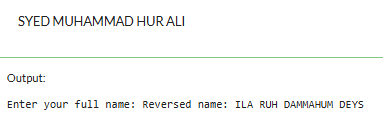 SYED MUHAMMAD HUR ALI
Output:
Enter your full name: Reversed name: ILA RUH DAMMAHUM DEYS